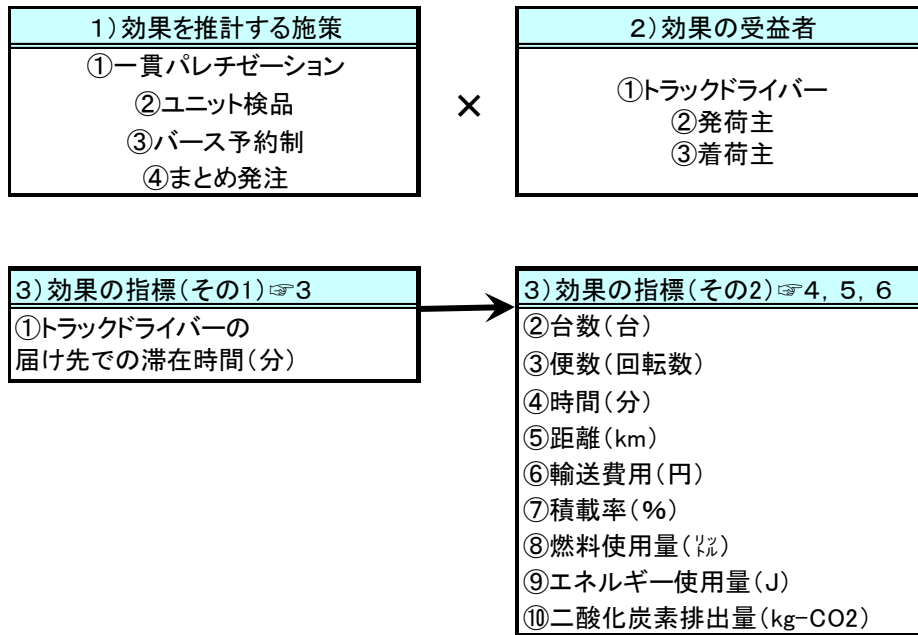 1)効果を推計する施策
①一貫パレチゼーション
②ユニット検品
③バース予約制
④まとめ発注
×
2)効果の受益者
①トラックドライバー
②発荷主
③着荷主
3)効果の指標(その1)☞3
①トラックドライバーの
届け先での滞在時間(分)
3)効果の指標(その2)☞4,5,6
②台数(台)
③便数(回転数)
④時間(分)
⑤距離(km)
⑥輸送費用(円)
⑦積載率(%)
⑧燃料使用量(㍑)
⑨エネルギー使用量(J)
⑩二酸化炭素排出量(kg-CO2)